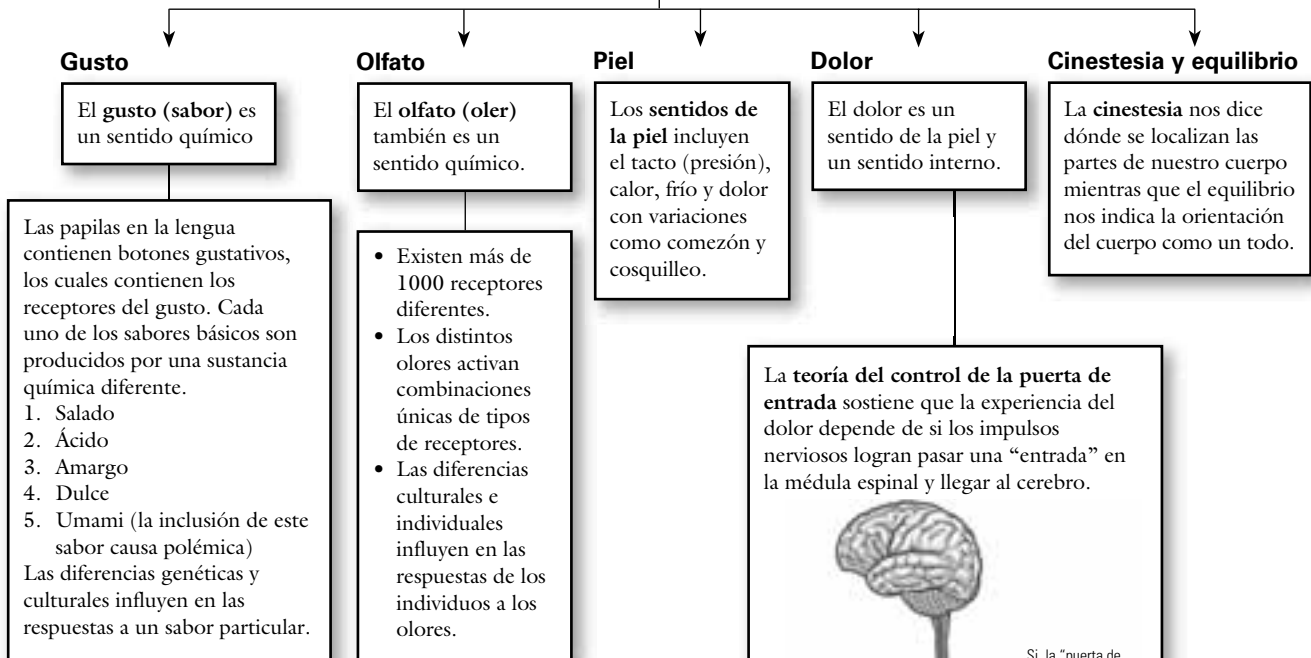 Gusto
El gusto (sabor) es
un sentido químico
Las papilas en la lengua
contienen botones gustativos,
los cuales contienen los
receptores del gusto. Cada
uno de los sabores básicos son
producidos por una sustancia
química diferente.
1. Salado
2. Ácido
3. Amargo
4. Dulce
5. Umami (la inclusión de este
sabor causa polémica)
Las diferencias genéticas y
culturales influyen en las
respuestas a un sabor particular.
Olfato
El olfato (oler)
también es un
sentido químico.
• Existen más de
1000 receptores
diferentes.
• Los distintos
olores activan
combinaciones
únicas de tipos
de receptores.
• Las diferencias
culturales e
individuales
influyen en las
respuestas de los
individuos a los
olores.
Piel
Los sentidos de
la piel incluyen
el tacto (presión),
calor, frío y dolor
con variaciones
como comezón y
cosquilleo.
Dolor
El dolor es un
sentido de la piel y
un sentido interno.
La teoría del control de la puerta de
entrada sostiene que la experiencia del
dolor depende de si los impulsos
nerviosos logran pasar una “entrada” en
la médula espinal y llegar al cerebro.
Si la “puerta de
Cinestesia y equilibrio
La cinestesia nos dice
dónde se localizan las
partes de nuestro cuerpo
mientras que el equilibrio
nos indica la orientación
del cuerpo como un todo.